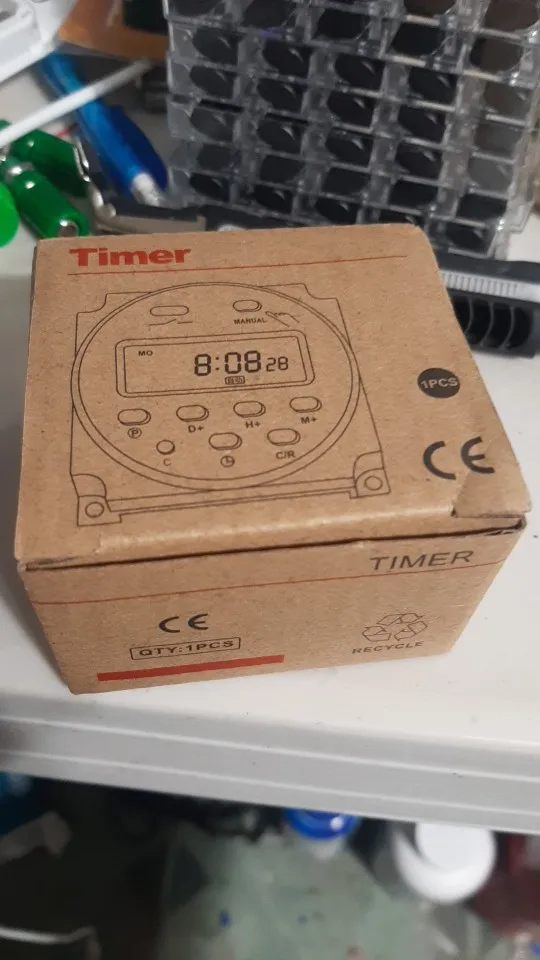 Timer
MANUAL
MO
8:08 28
P
D+
H+
M+
C
C/R
1PCS
CE
TIMER
CE
QTY:1PCS
RECYCLE